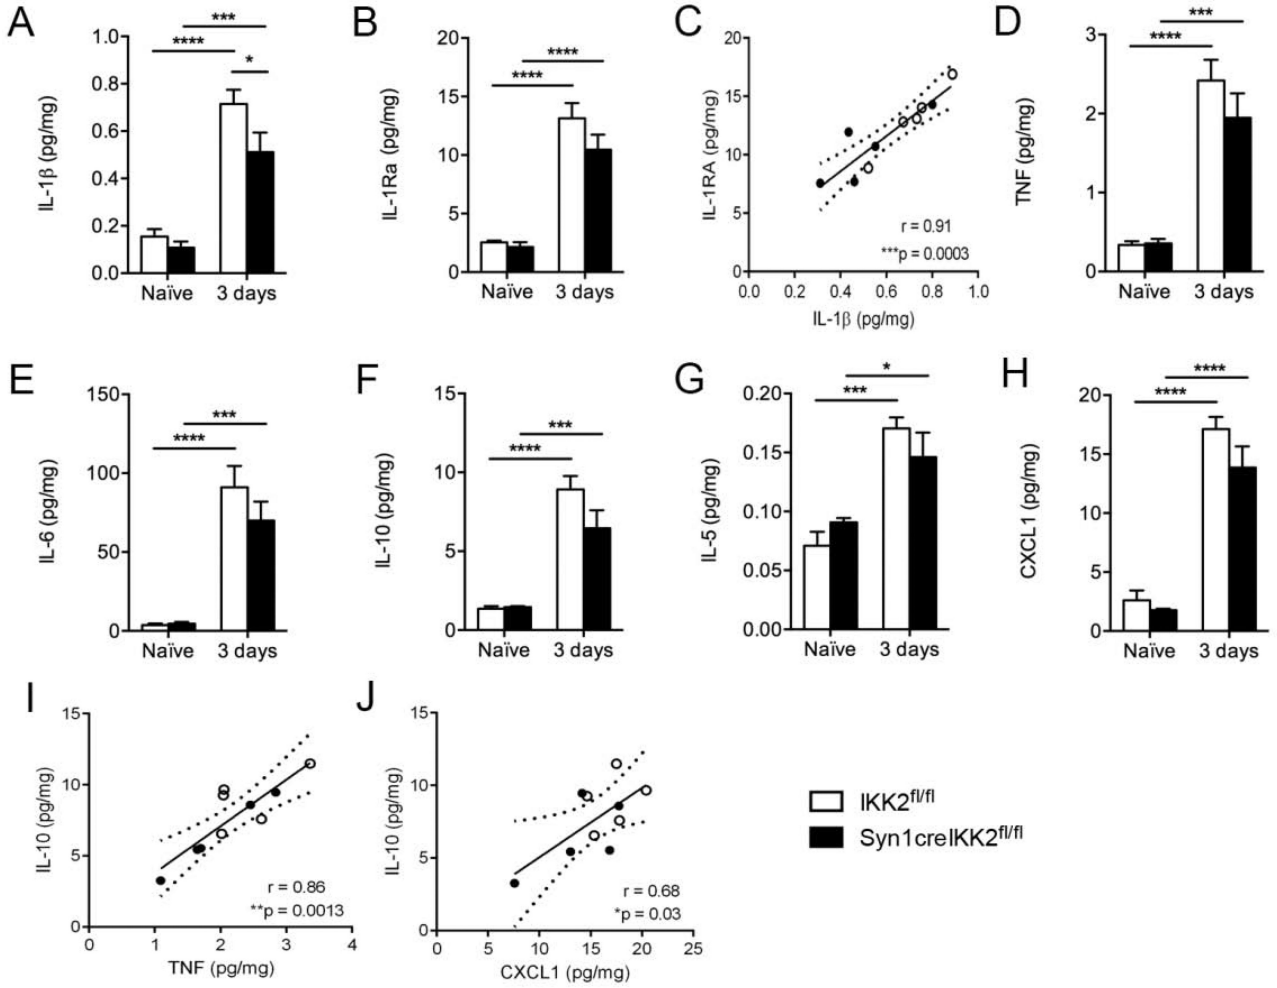 A
***
****
*
IL-1β (pg/mg)
1.0
0.8
0.6
0.4
0.2
0.0
Naïve 3 days
B
****
****
IL-1Ra (pg/mg)
20
15
10
5
0
Naïve 3 days
C
IL-1RA (pg/mg)
20
15
10
5
0
r = 0.91
***p = 0.0003
0.0 0.2 0.4 0.6 0.8 1.0
IL-1β (pg/mg)
D
***
****
TNF (pg/mg)
3
2
1
0
Naïve 3 days
E
***
****
IL-6 (pg/mg)
150
100
50
0
Naïve 3 days
F
***
****
IL-10 (pg/mg)
15
10
5
0
Naïve 3 days
G
*
***
IL-5 (pg/mg)
0.20
0.15
0.10
0.05
0.00
Naïve 3 days
H
****
****
CXCL1 (pg/mg)
20
15
10
5
0
Naïve 3 days
I
IL-10 (pg/mg)
15
10
5
0
r = 0.86
**p = 0.0013
0 1 2 3 4
TNF (pg/mg)
J
IL-10 (pg/mg)
15
10
5
0
r = 0.68
*p = 0.03
0 5 10 15 20 25
CXCL1 (pg/mg)
IKK2fl/fl
Syn1creIKK2fl/fl